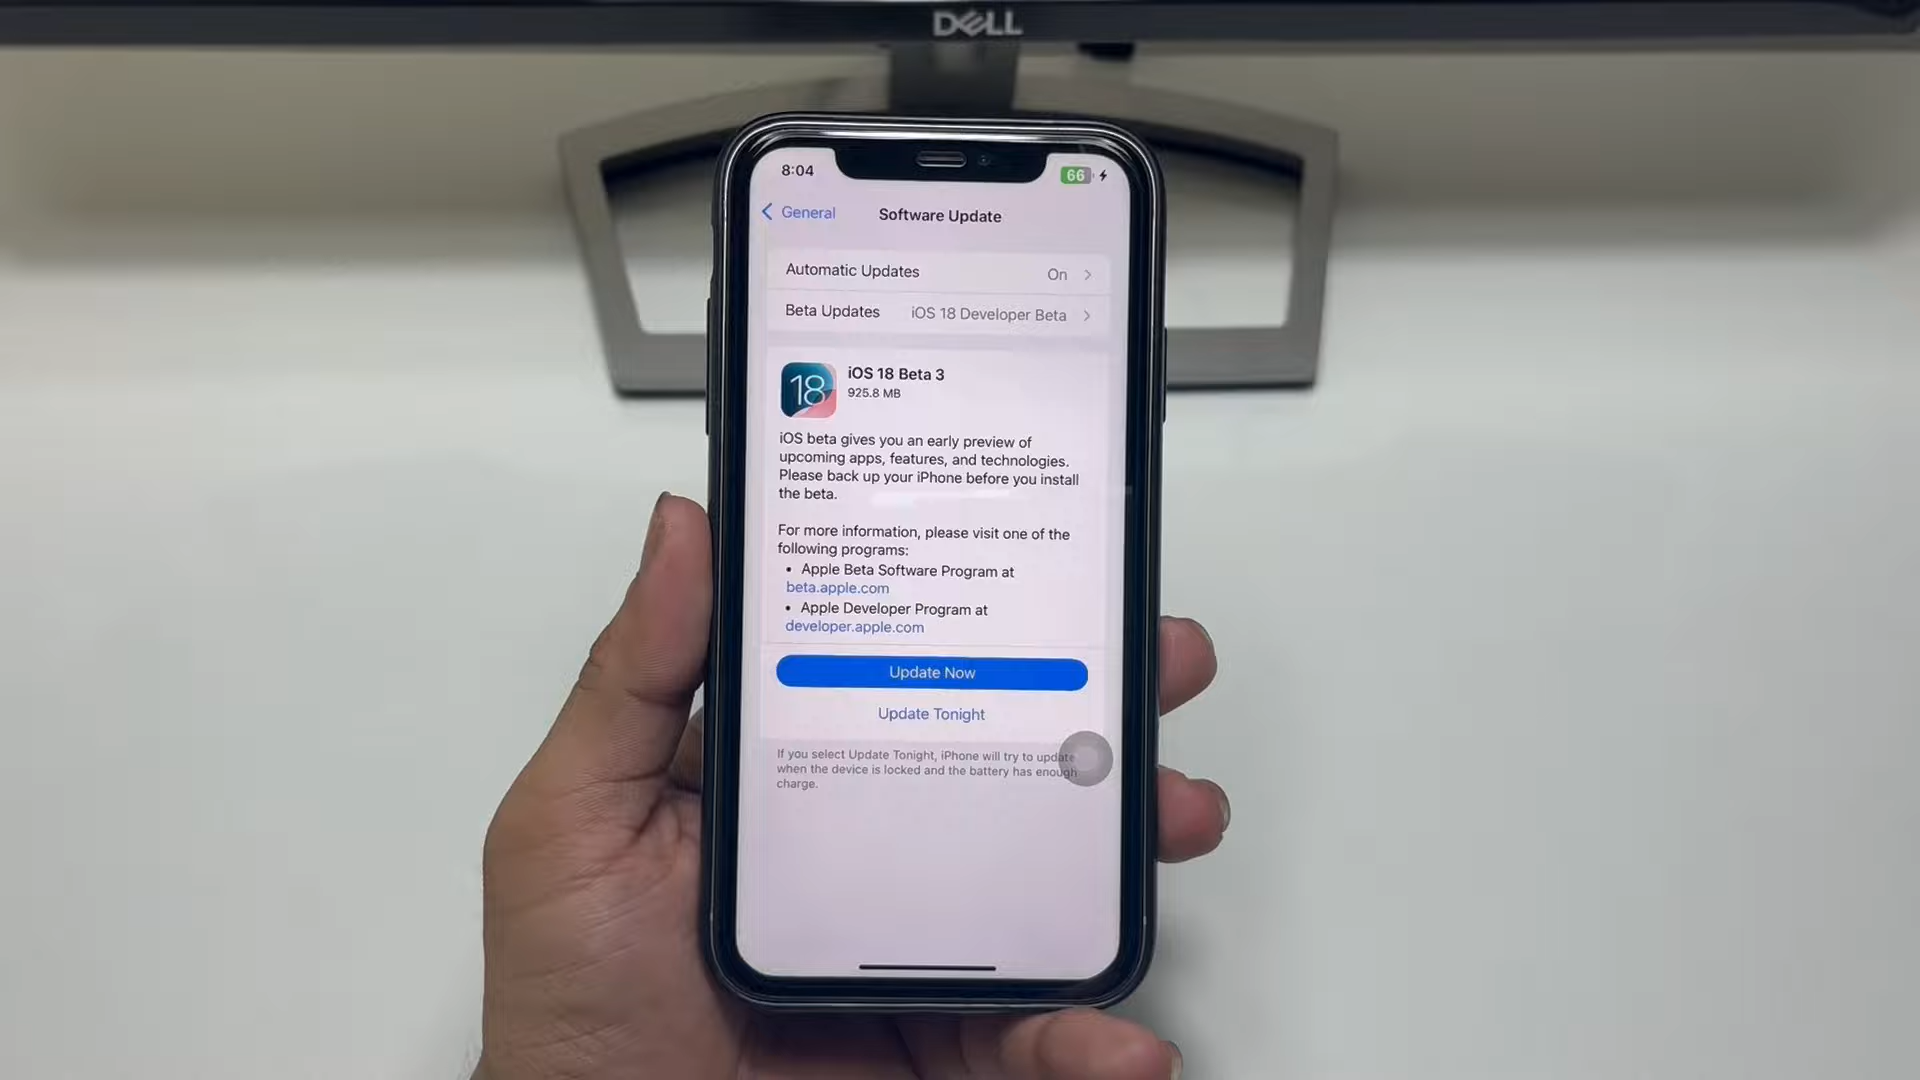 DELL
8:04
66
General
Software Update
Automatic Updates On
Beta Updates iOS 18 Developer Beta
18
iOS 18 Beta 3
925.8 MB
iOS beta gives you an early preview of
upcoming apps, features, and technologies.
Please back up your iPhone before you install
the beta.
For more information, please visit one of the
following programs:
• Apple Beta Software Program at
beta.apple.com
• Apple Developer Program at
developer.apple.com
Update Now
Update Tonight
If you select Update Tonight, iPhone will try to update
when the device is locked and the battery has enough
charge.